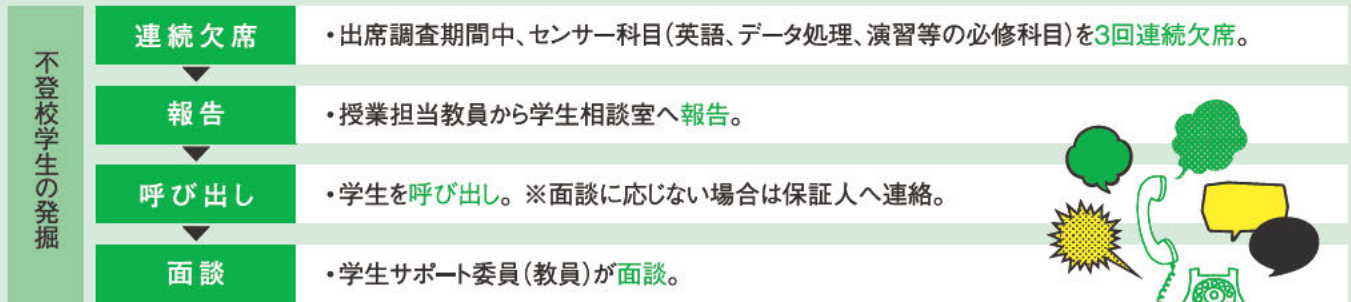 不登校学生の発掘
連続欠席
・出席調査期間中、センサー科目(英語、データ処理、演習等の必修科目)を3回連続欠席。
報告
・授業担当教員から学生相談室へ報告。
呼び出し
・学生を呼び出し。※面談に応じない場合は保証人へ連絡。
面談
・学生サポート委員(教員)が面談。